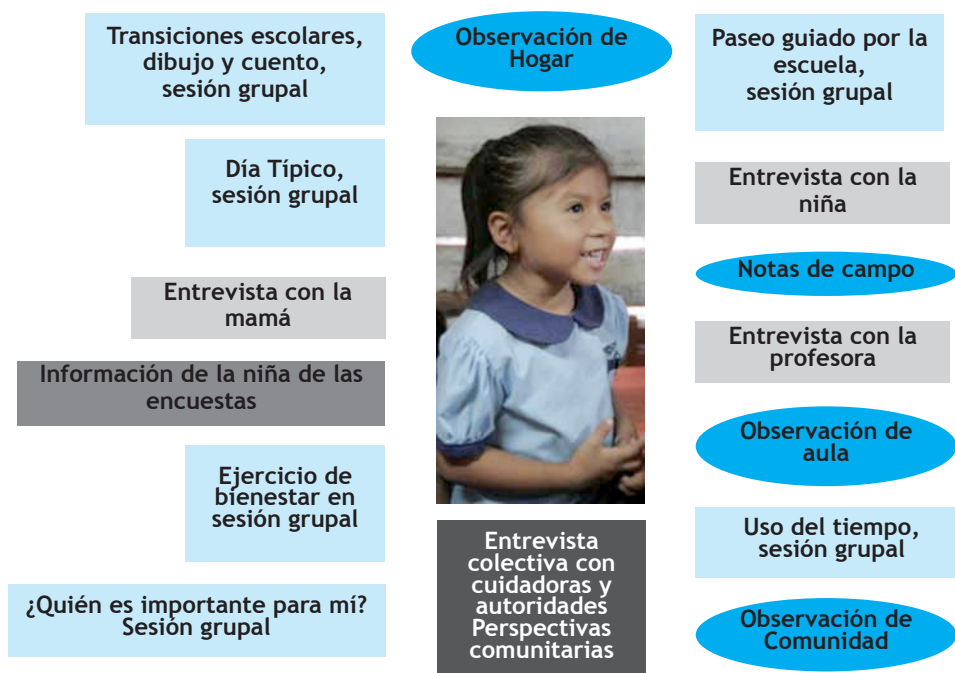 Transiciones escolares,
dibujo y cuento,
sesión grupal
Observación de
Hogar
Paseo guiado por la
escuela,
sesión grupal
Día Típico,
sesión grupal
Entrevista con la
niña
Entrevista con la
mamá
Notas de campo
Información de la niña de las
encuestas
Entrevista con la
profesora
Ejercicio de
bienestar en
sesión grupal
Observación de
aula
¿Quién es importante para mí?
Sesión grupal
Entrevista
colectiva con
cuidadoras y
autoridades
Perspectivas
comunitarias
Uso del tiempo,
sesión grupal
Observación de
Comunidad